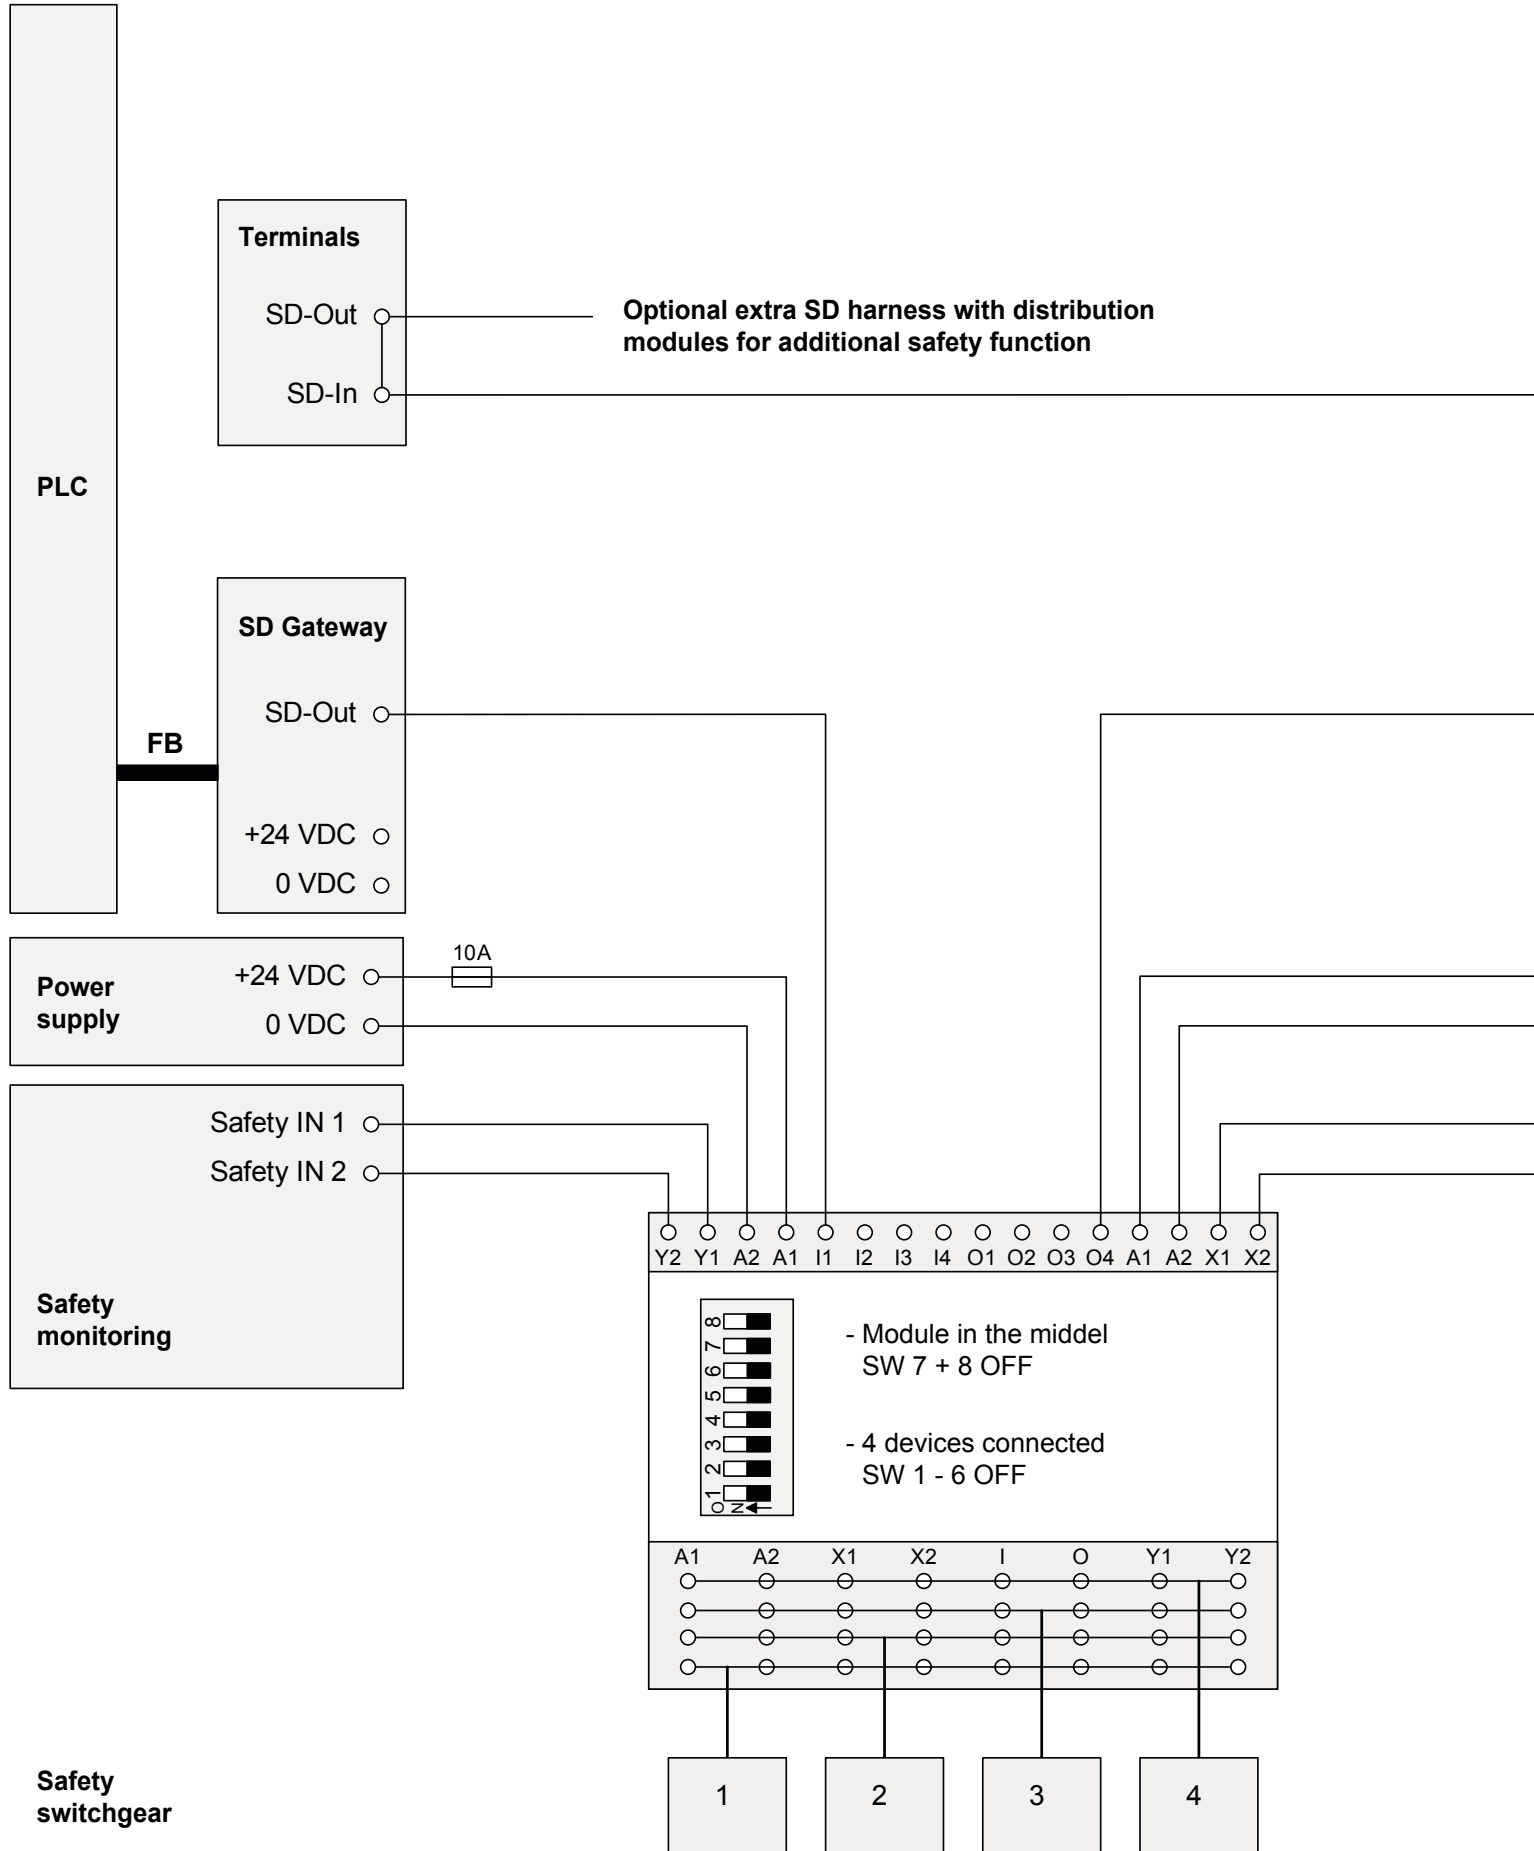 Terminals
SD-Out
Optional extra SD harness with distribution
modules for additional safety function
SD-In
PLC
SD Gateway
SD-Out
FB
+24 VDC
0 VDC
10A
Power
supply
+24 VDC
0 VDC
Safety IN 1
Safety IN 2
Safety
monitoring
Y2 Y1 A2 A1 I1 I2 I3 I4 O1 O2 O3 O4 A1 A2 X1 X2
8
7
6
5
4
3
2
1
ON
- Module in the middel
SW 7 + 8 OFF
- 4 devices connected
SW 1 - 6 OFF
A1 A2 X1 X2 I O Y1 Y2
Safety
switchgear
1 2 3 4